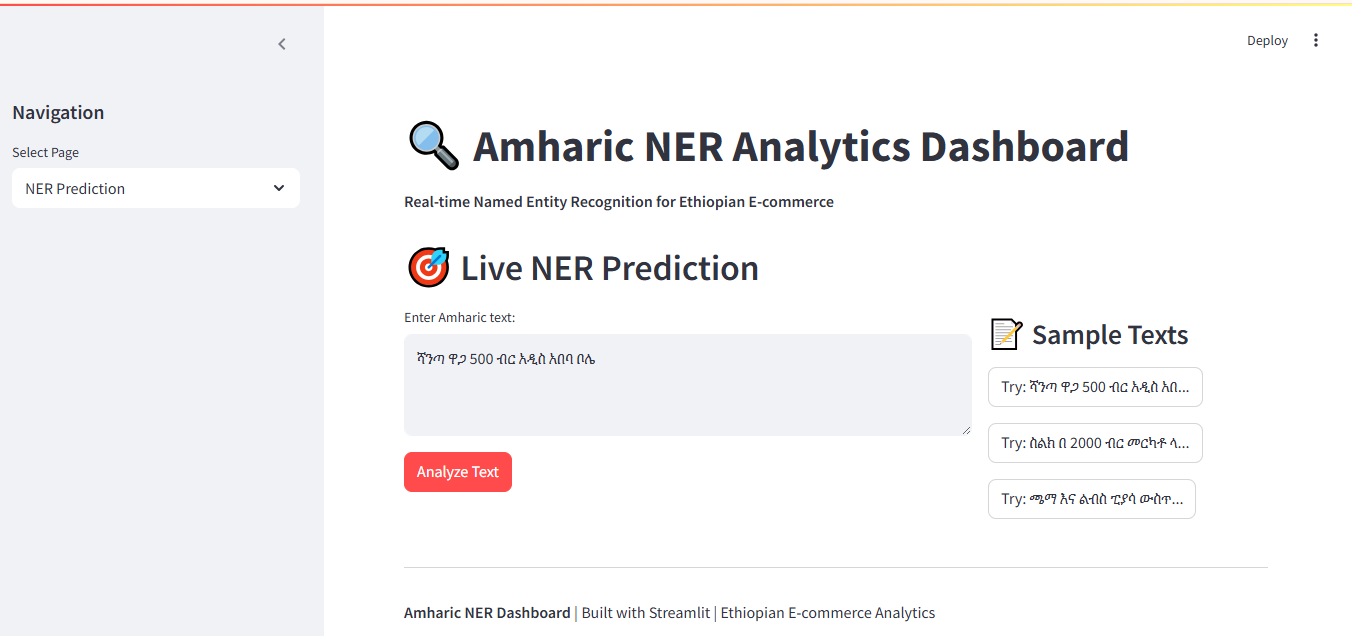 Deploy
Navigation
Select Page
NER Prediction
Amharic NER Analytics Dashboard
Real-time Named Entity Recognition for Ethiopian E-commerce
Live NER Prediction
Enter Amharic text:
ሻንጣ ዋጋ 500 ብር አዲስ አበባ ቦሌ
Analyze Text
Sample Texts
Try: ሻንጣ ዋጋ 500 ብር አዲስ አበ...
Try: ስልክ በ 2000 ብር መርካቶ ላ...
Try: ጫማ እና ልብስ ፒያሳ ውስጥ...
Amharic NER Dashboard | Built with Streamlit | Ethiopian E-commerce Analytics